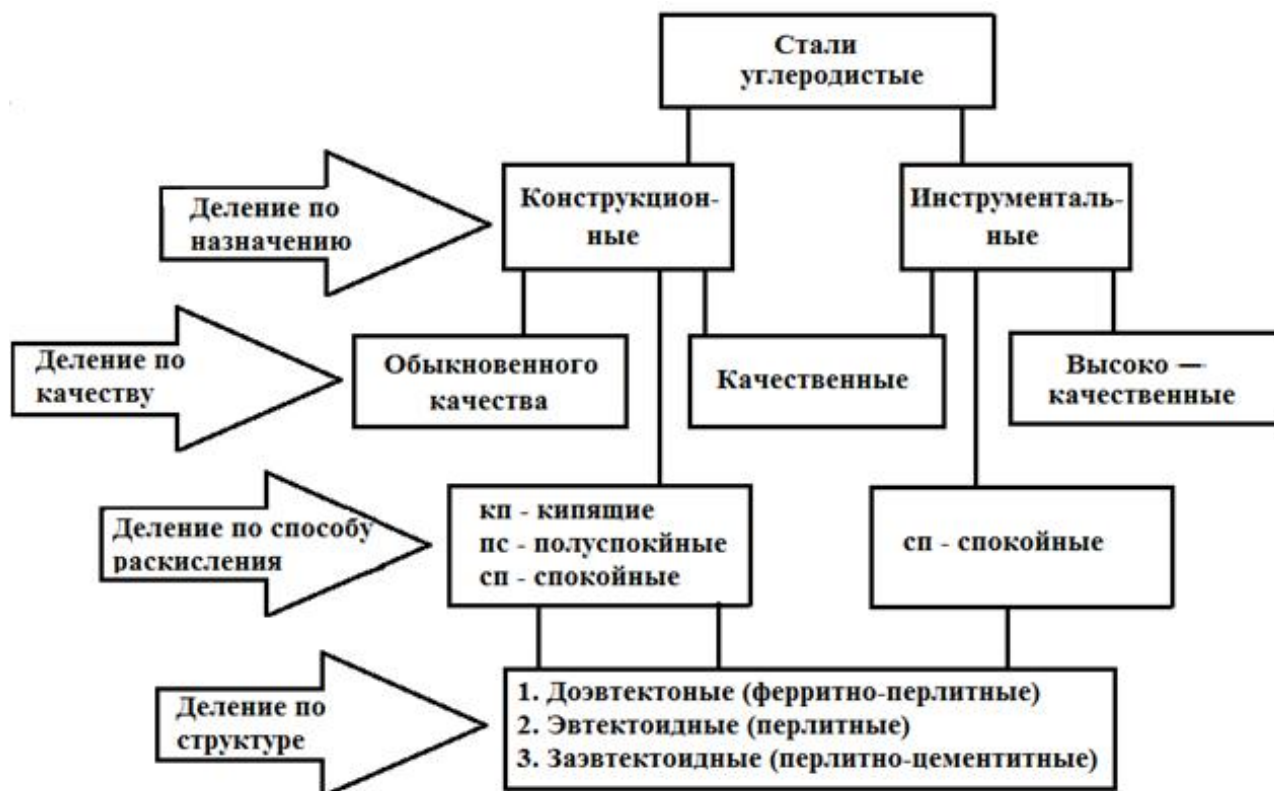 Стали
углеродистые
Деление по
назначению
Конструкцион-
ные
Инструменталь-
ные
Деление по
качеству
Обыкновенного
качества
Качественные
Высоко —
качественные
Деление по способу
раскисления
кп - кипящие
пс - полуспокйные
сп - спокойные
сп - спокойные
Деление по
структуре
1. Доэвтектоные (ферритно-перлитные)
2. Эвтектоидные (перлитные)
3. Заэвтектоидные (перлитно-цементитные)